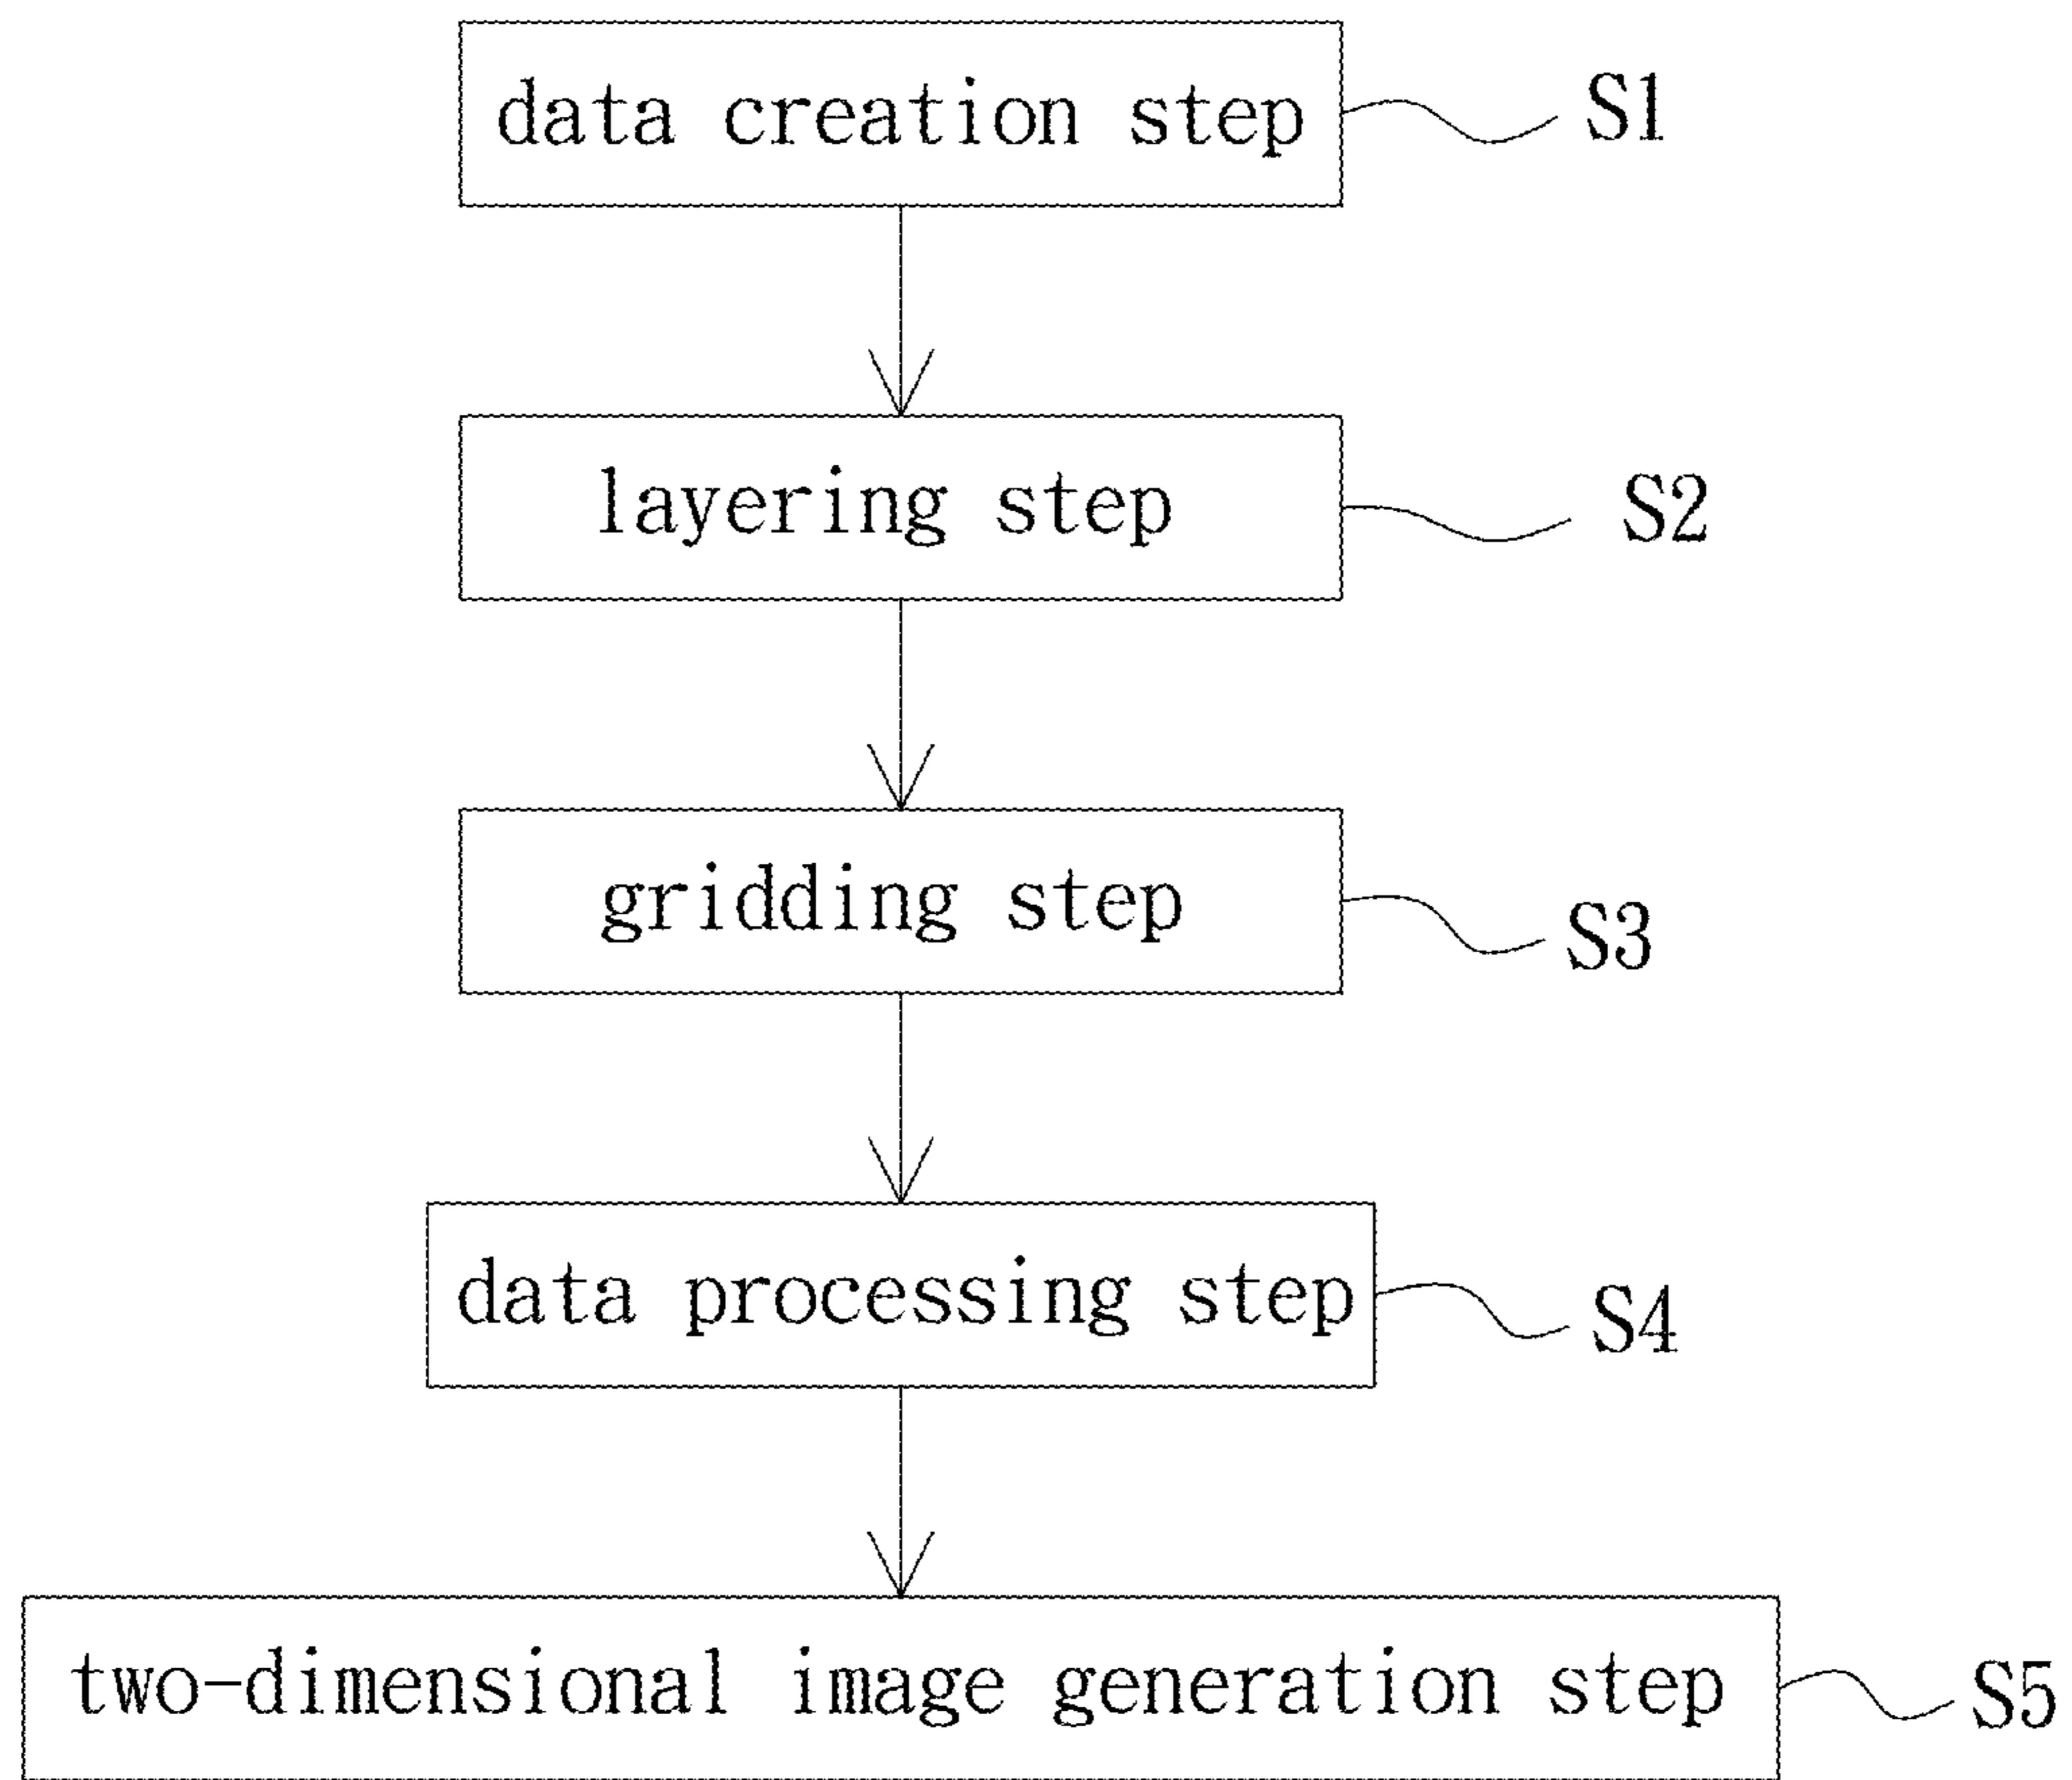 data creation step S1
layering step S2
gridding step S3
data processing step S4
two-dimensional image generation step S5